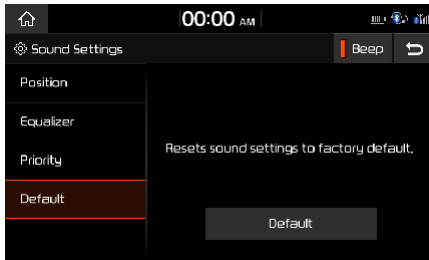 00:00 AM
Sound Settings
Beep
Position
Equalizer
Priority
Default
Resets sound settings to factory default.
Default